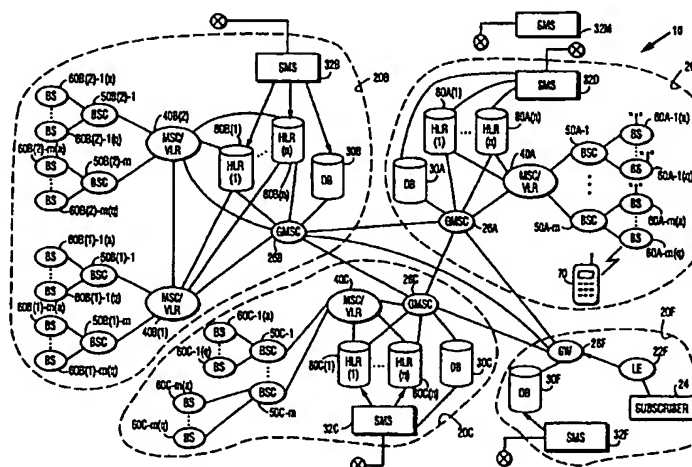 60B(2)-1(x)
BS
50B(2)-1
BSC
BS
60B(2)-1(q)
60B(2)-m(x)
BS
BSC
50B(2)-m
BS
60B(2)-m(q)
40B(2)
MSC/
VLR
SMS
32B
80B(1)
HLR
(1)
HLR
(n)
80B(n)
DB
30B
20B
GMSC
26B
60B(1)-1(x)
BS
50B(1)-1
BSC
BS
60B(1)-1(q)
60B(1)-m(x)
BS
BSC
50B(1)-m
BS
60B(1)-m(q)
MSC/
VLR
40B(1)
SMS
32M
10
SMS
32D
80A(1)
HLR
(1)
HLR
(n)
80A(n)
DB
30A
40A
MSC/
VLR
GMSC
26A
50A-1
BSC
BS
60A-1(x)
BS
60A-1(q)
50A-m
BSC
BS
60A-m(x)
BS
60A-m(q)
70
26C
GMSC
40C
MSC/
VLR
60C-1(x)
BS
60C-1(q)
BS
50C-1
BSC
60C-m(x)
BS
BSC
50C-m
BS
60C-m(q)
80C(1)
HLR
(1)
HLR
(n)
80C(n)
DB
30C
SMS
32C
20C
20F
GW
26F
22F
LE
DB
30F
24
SUBSCRIBER
SMS
32F